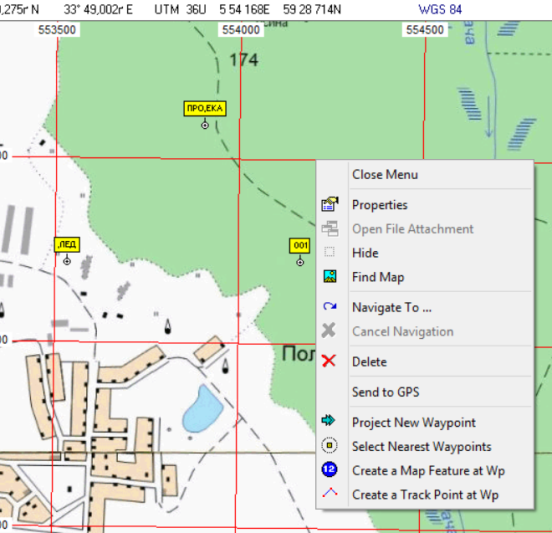 ,275r N 33° 49,002r E UTM 36U 5 54 168E 59 28 714N WGS 84
553500 554000 554500
174
ПРО,ЕКА
,ЛЕД
001
Close Menu
Properties
Open File Attachment
Hide
Find Map
Navigate To ...
Cancel Navigation
Delete
Send to GPS
Project New Waypoint
Select Nearest Waypoints
12 Create a Map Feature at Wp
Create a Track Point at Wp
Пол
00
00
00